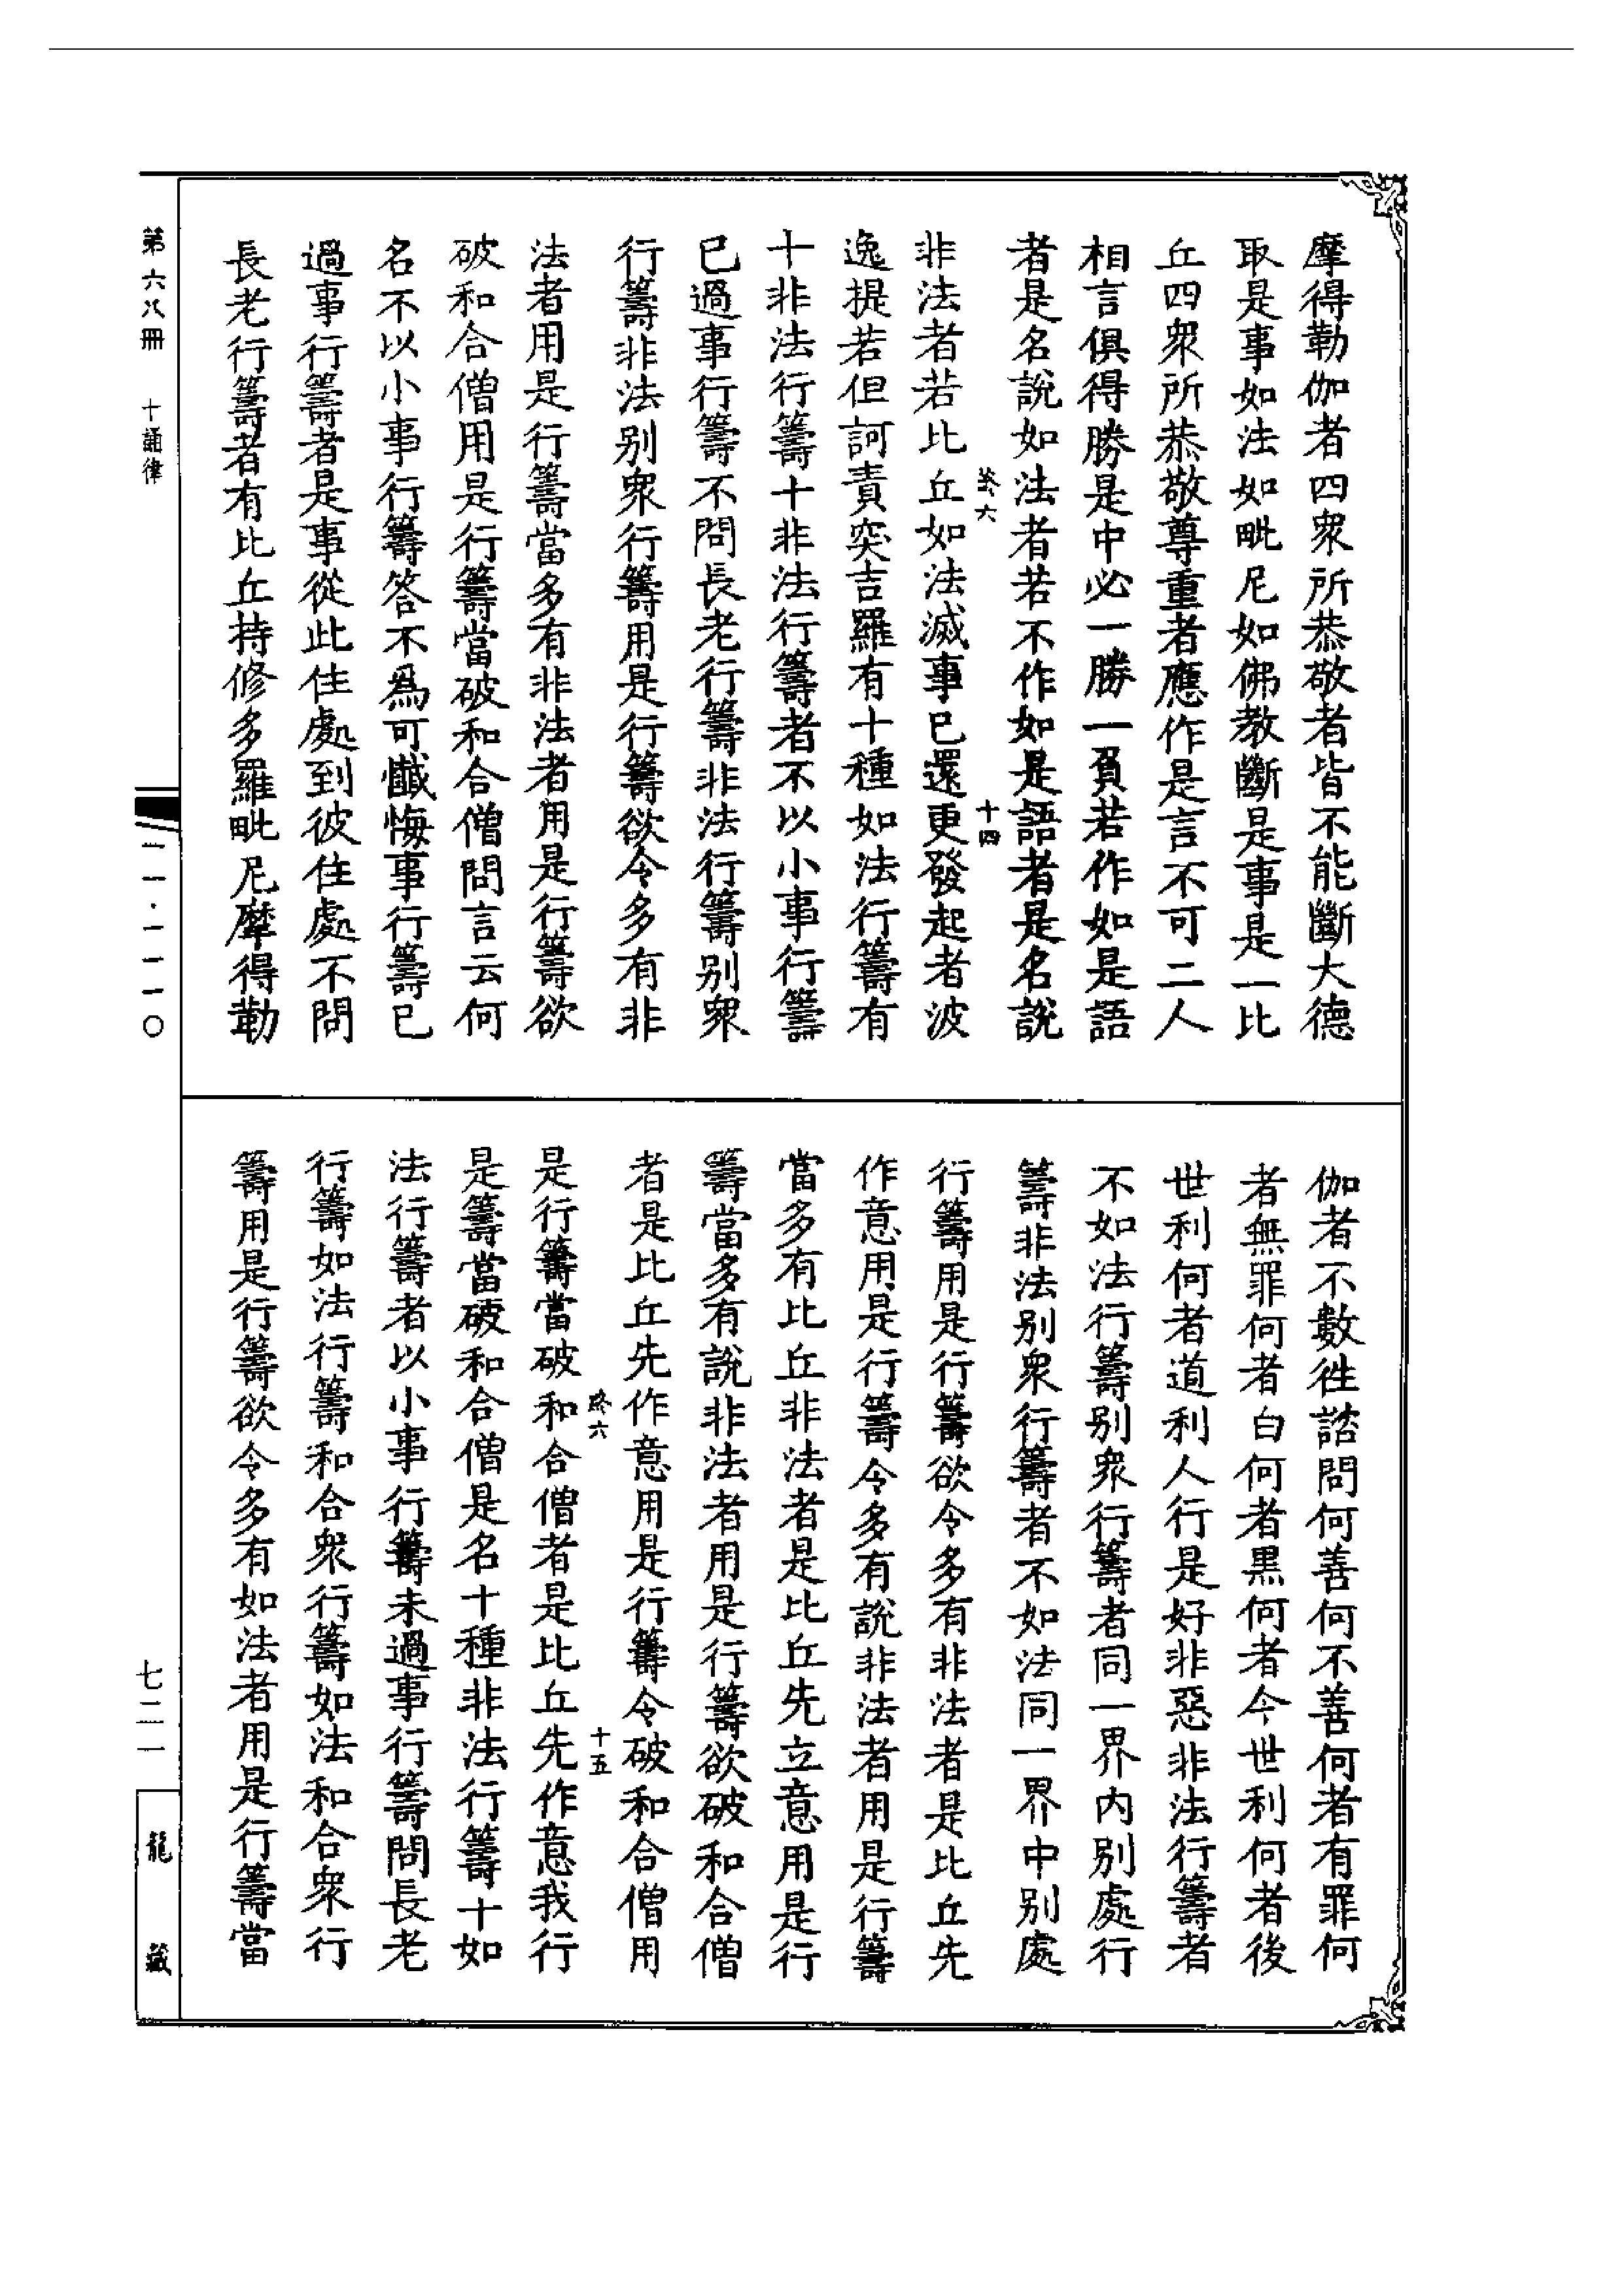 摩得勒伽者四衆所恭敬者皆不能斷大德
取是事如法如毗尼如佛教斷是事是一比
丘四衆所恭敬尊重者應作是言不可二人
相言俱得勝是中必一勝一負若作如是語
者是名說如法者若不作如是語者是名說
終六
十四
非法者若比丘如法滅事已還更發起者波
逸提若但訶責突吉羅有十種如法行籌有
十非法行籌十非法行籌者不以小事行籌
已過事行籌不問長老行籌非法行籌别衆
行籌非法别衆行籌用是行籌欲令多有非
法者用是行籌當多有非法者用是行籌欲
破和合僧用是行籌當破和合僧問言云何
名不以小事行籌答不爲可懺悔事行籌已
過事行籌者是事從此住處到彼住處不問
長老行籌者有比丘持修多羅毗尼摩得勒
伽者不數徃諮問何善何不善何者有罪何
者無罪何者白何者黑何者今世利何者後
世利何者道利人行是好非惡非法行籌者
不如法行籌别衆行籌者同一界内别處行
籌非法别衆行籌者不如法同一界中别處
行籌用是行籌欲令多有非法者是比丘先
作意用是行籌令多有說非法者用是行籌
當多有比丘非法者是比丘先立意用是行
籌當多有說非法者用是行籌欲破和合僧
者是比丘先作意用是行籌令破和合僧用
終六
十五
是行籌當破和合僧者是比丘先作意我行
是籌當破和合僧是名十種非法行籌十如
法行籌者以小事行籌未過事行籌問長老
行籌如法行籌和合衆行籌如法和合衆行
籌用是行籌欲令多有如法者用是行籌當
第六八冊 十誦律
二一·一一一〇
七二一
龍藏